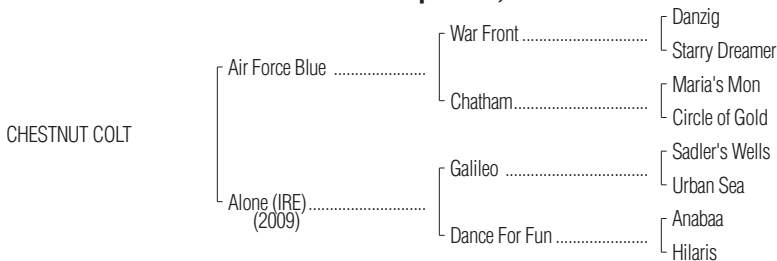 Danzig
War Front ........................................
Starry Dreamer
Air Force Blue .......................
Maria's Mon
Chatham...........................................
Circle of Gold
CHESTNUT COLT
Sadler's Wells
Galileo ............................................
Urban Sea
Alone (IRE).............................
(2009)
Anabaa
Dance For Fun .............................
Hilaris